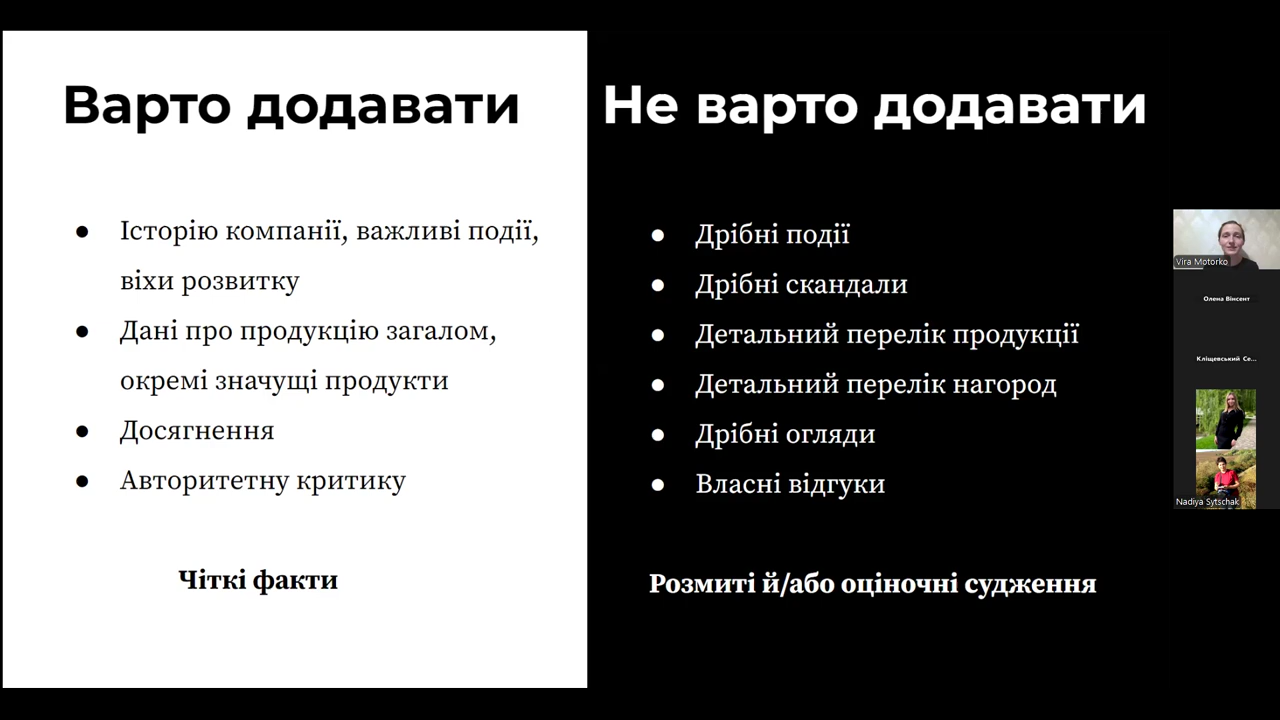 Варто додавати
● Історію компанії, важливі події,
віхи розвитку
● Дані про продукцію загалом,
окремі значущі продукти
● Досягнення
● Авторитетну критику
Чіткі факти
Не варто додавати
● Дрібні події
● Дрібні скандали
● Детальний перелік продукції
● Детальний перелік нагород
● Дрібні огляди
● Власні відгуки
Розмиті й/або оціночні судження
Vira Motorko
Олена Вінсент
Кліщевський Се...
Nadiya Sytschak